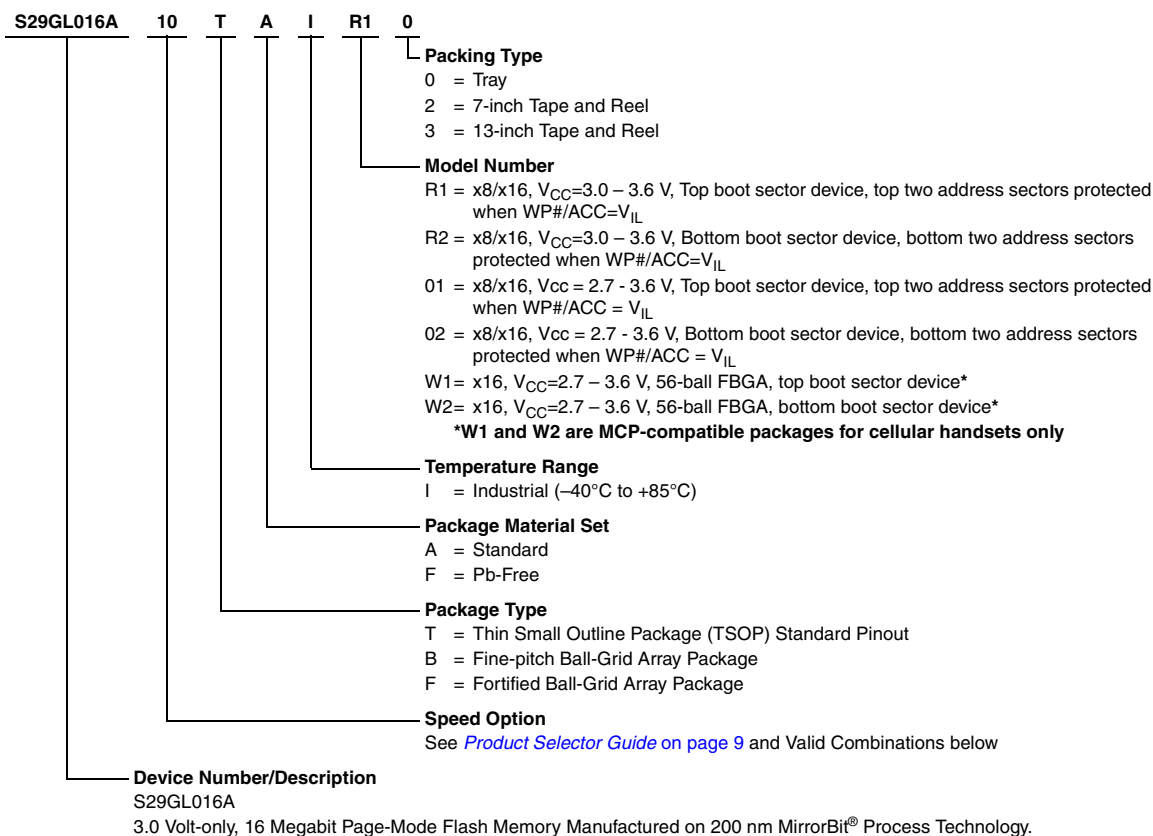 S29GL016A 10 T A I R1 0
Packing Type
0 = Tray
2 = 7-inch Tape and Reel
3 = 13-inch Tape and Reel
Model Number
R1 = x8/x16, VCC=3.0 – 3.6 V, Top boot sector device, top two address sectors protected
when WP#/ACC=VIL
R2 = x8/x16, VCC=3.0 – 3.6 V, Bottom boot sector device, bottom two address sectors
protected when WP#/ACC=VIL
01 = x8/x16, Vcc = 2.7 - 3.6 V, Top boot sector device, top two address sectors protected
when WP#/ACC = VIL
02 = x8/x16, Vcc = 2.7 - 3.6 V, Bottom boot sector device, bottom two address sectors
protected when WP#/ACC = VIL
W1= x16, VCC=2.7 – 3.6 V, 56-ball FBGA, top boot sector device*
W2= x16, VCC=2.7 – 3.6 V, 56-ball FBGA, bottom boot sector device*
*W1 and W2 are MCP-compatible packages for cellular handsets only
Temperature Range
I = Industrial (–40°C to +85°C)
Package Material Set
A = Standard
F = Pb-Free
Package Type
T = Thin Small Outline Package (TSOP) Standard Pinout
B = Fine-pitch Ball-Grid Array Package
F = Fortified Ball-Grid Array Package
Speed Option
See Product Selector Guide on page 9 and Valid Combinations below
Device Number/Description
S29GL016A
3.0 Volt-only, 16 Megabit Page-Mode Flash Memory Manufactured on 200 nm MirrorBit® Process Technology.